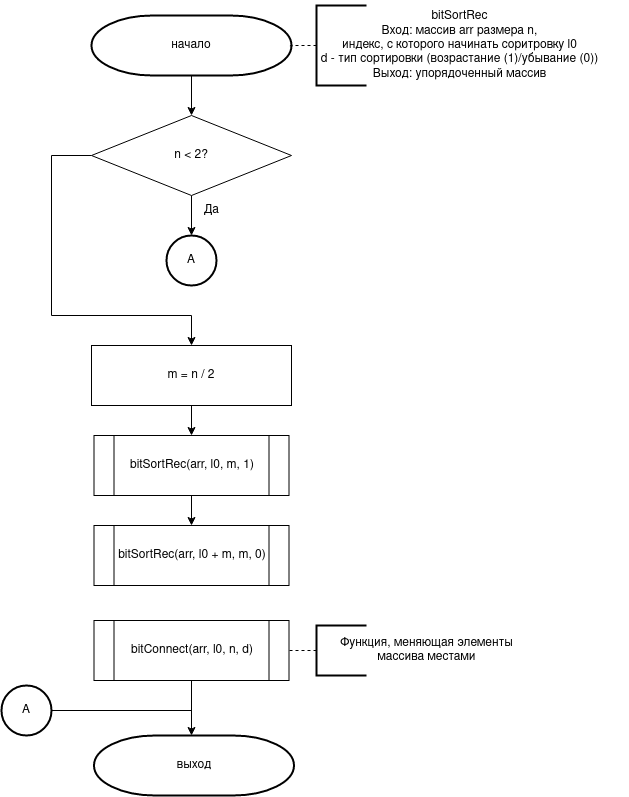 начало
bitSortRec
Вход: массив arr размера n,
индекс, с которого начинать соритровку l0
d - тип сортировки (возрастание (1)/убывание (0))
Выход: упорядоченный массив
n < 2?
Да
A
m = n / 2
bitSortRec(arr, l0, m, 1)
bitSortRec(arr, l0 + m, m, 0)
bitConnect(arr, l0, n, d)
Функция, меняющая элементы
массива местами
A
выход